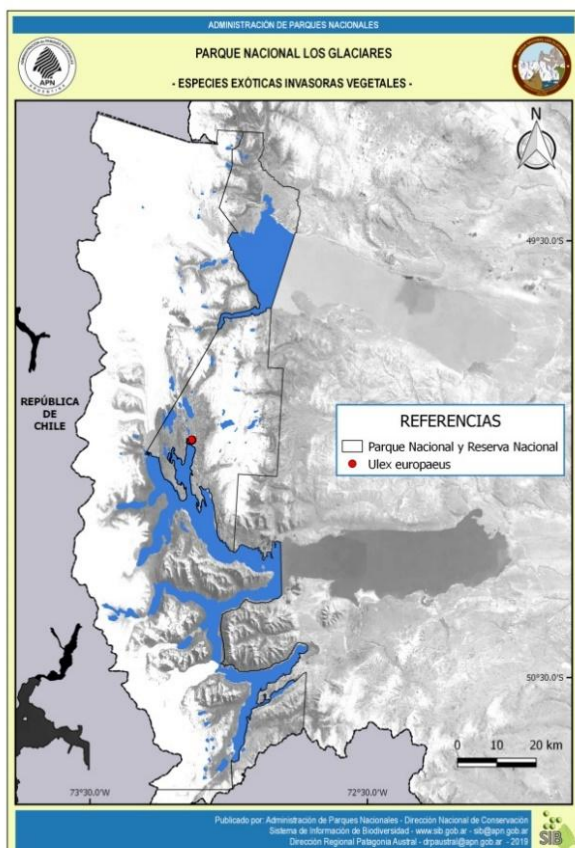 ADMINISTRACIÓN DE PARQUES NACIONALES
PARQUE NACIONAL LOS GLACIARES
- ESPECIES EXÓTICAS INVASORAS VEGETALES -
APN
N
49°30.0'S
REPÚBLICA
DE
CHILE
REFERENCIAS
Parque Nacional y Reserva Nacional
Ulex europaeus
50°30.0'S
0 10 20 km
73°30.0'W
72°30.0'W
Publicado por: Administración de Parques Nacionales - Dirección Nacional de Conservación
Sistema de Información de Biodiversidad - www.sib.gob.ar - sib@apn.gob.ar
Dirección Regional Patagonia Austral - drpaustral@apn.gob.ar - 2019
SIB